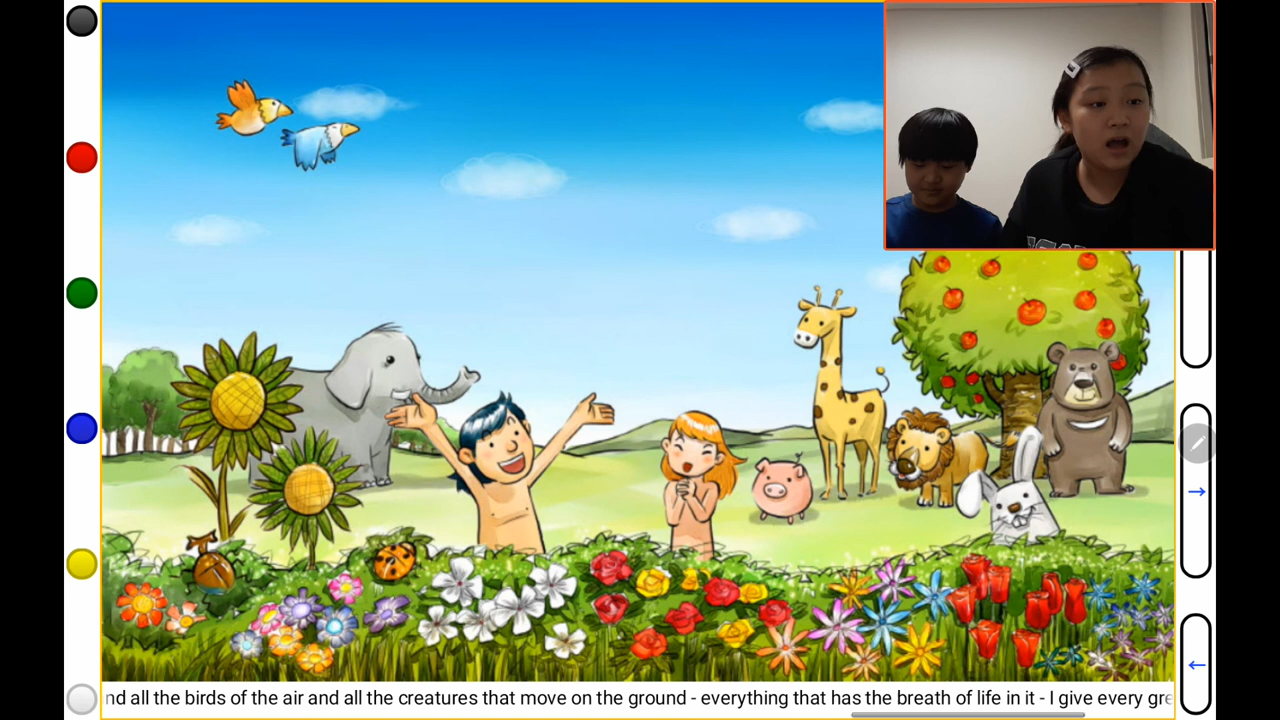 nd all the birds of the air and all the creatures that move on the ground - everything that has the breath of life in it - I give every gre